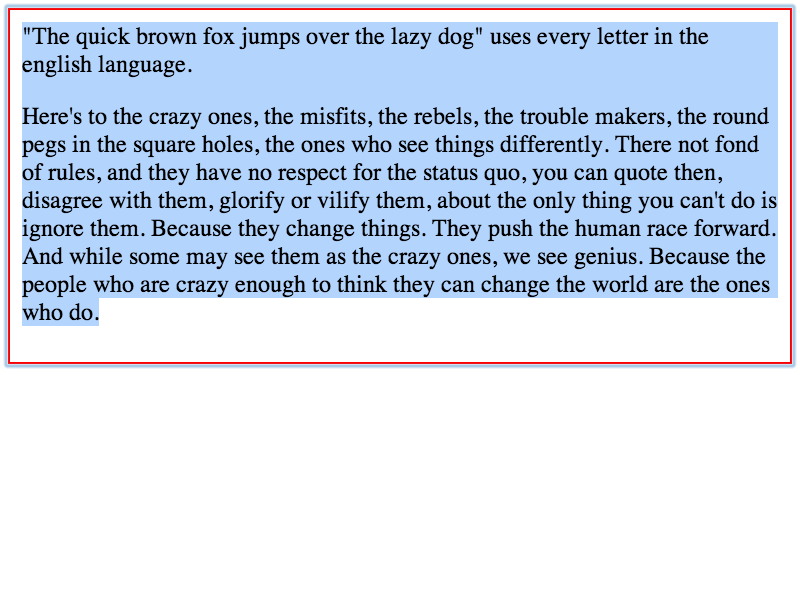 "The quick brown fox jumps over the lazy dog" uses every letter in the
english language.
Here's to the crazy ones, the misfits, the rebels, the trouble makers, the round
pegs in the square holes, the ones who see things differently. There not fond
of rules, and they have no respect for the status quo, you can quote then,
disagree with them, glorify or vilify them, about the only thing you can't do is
ignore them. Because they change things. They push the human race forward.
And while some may see them as the crazy ones, we see genius. Because the
people who are crazy enough to think they can change the world are the ones
who do.